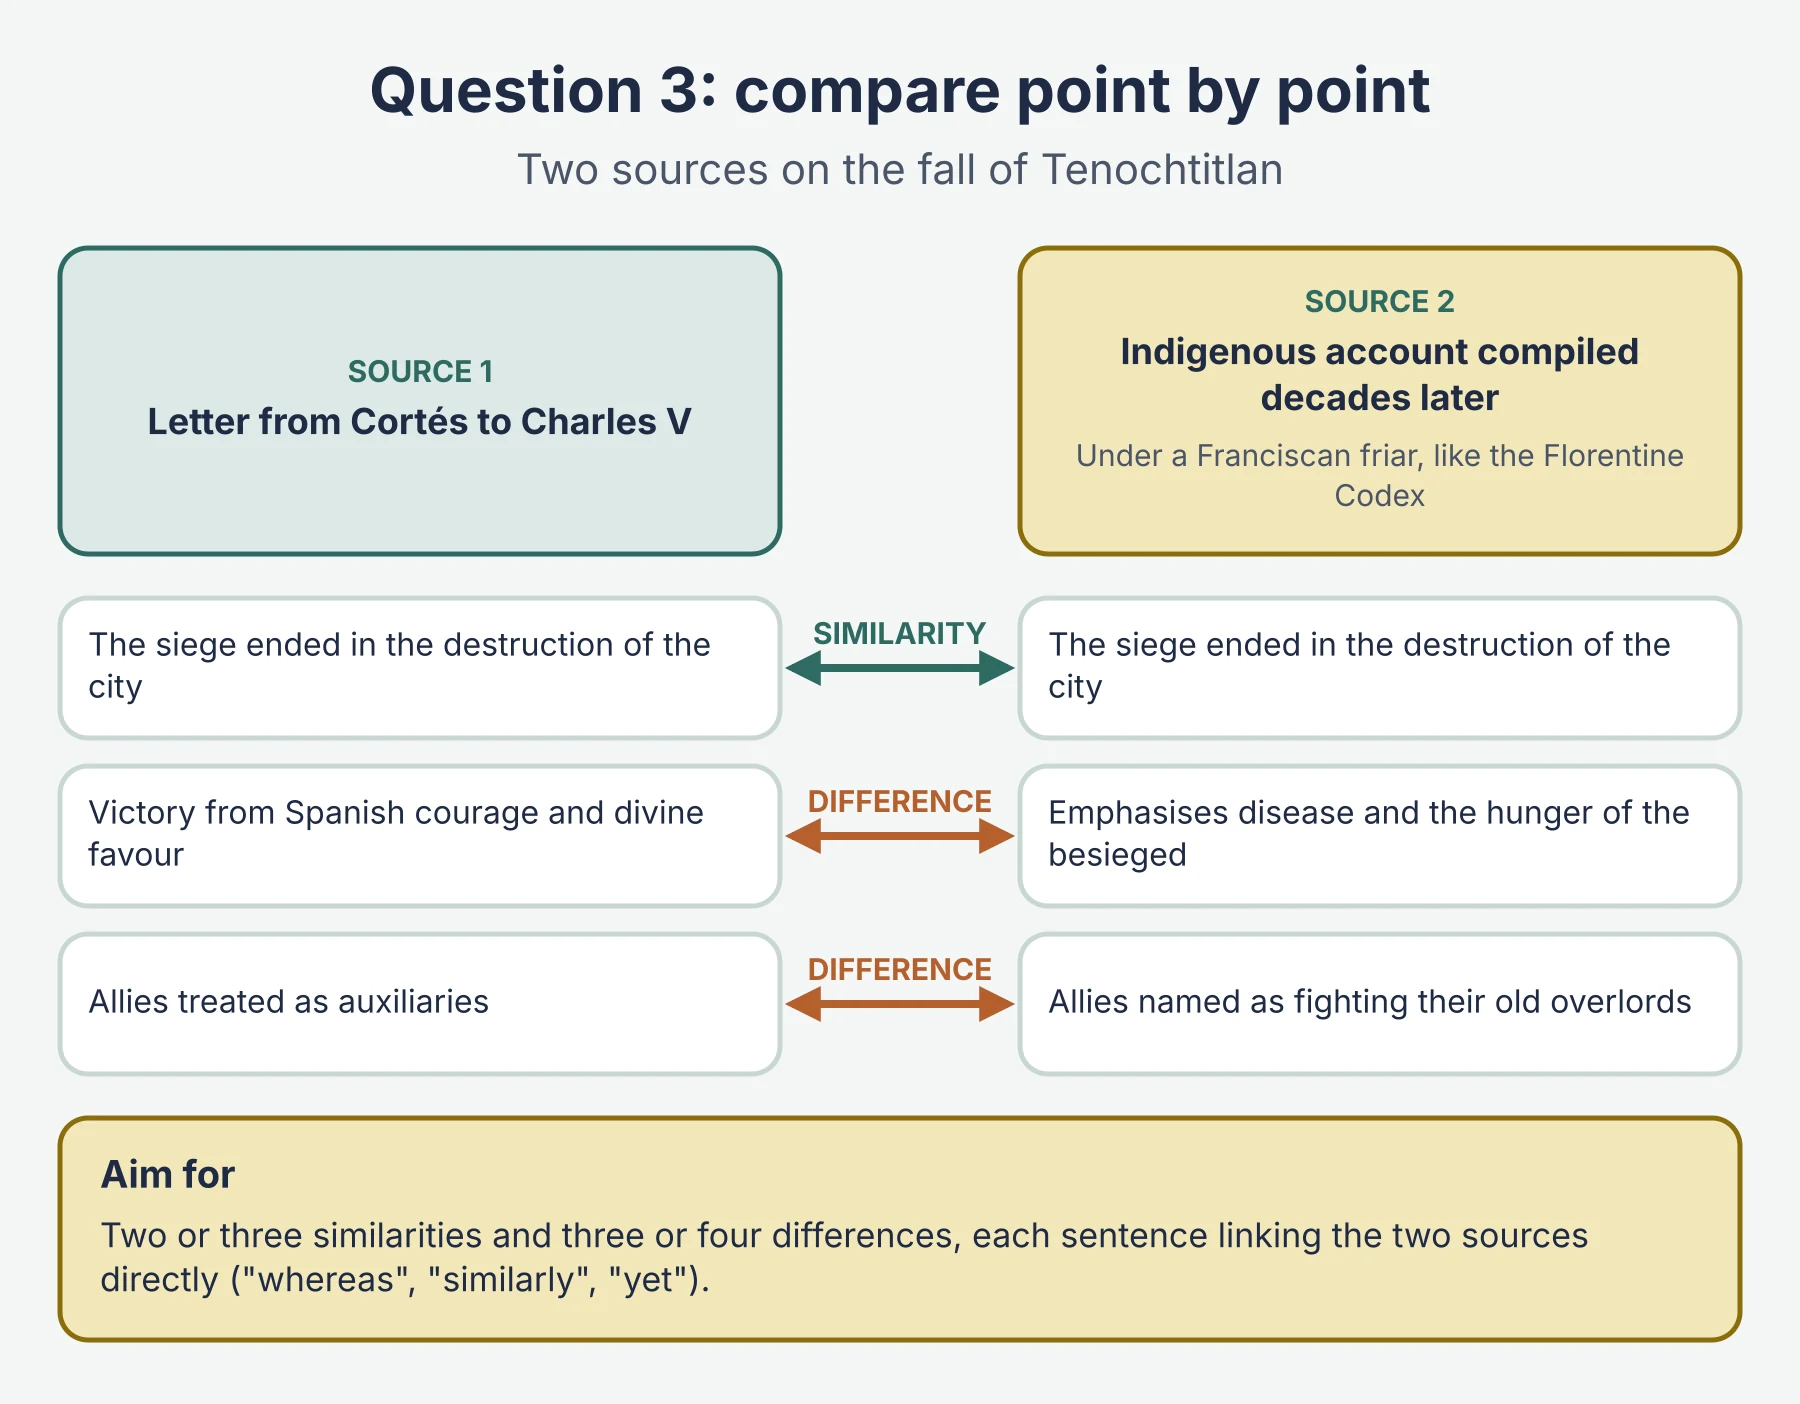 Question 3: compare point by point
Two sources on the fall of Tenochtitlan
SOURCE 1
Letter from Cortés to Charles V
SOURCE 2
Indigenous account compiled
decades later
Under a Franciscan friar, like the Florentine
Codex
The siege ended in the destruction of the
city
SIMILARITY
The siege ended in the destruction of the
city
Victory from Spanish courage and divine
favour
DIFFERENCE
Emphasises disease and the hunger of the
besieged
Allies treated as auxiliaries
DIFFERENCE
Allies named as fighting their old overlords
Aim for
Two or three similarities and three or four differences, each sentence linking the two sources
directly ("whereas", "similarly", "yet").